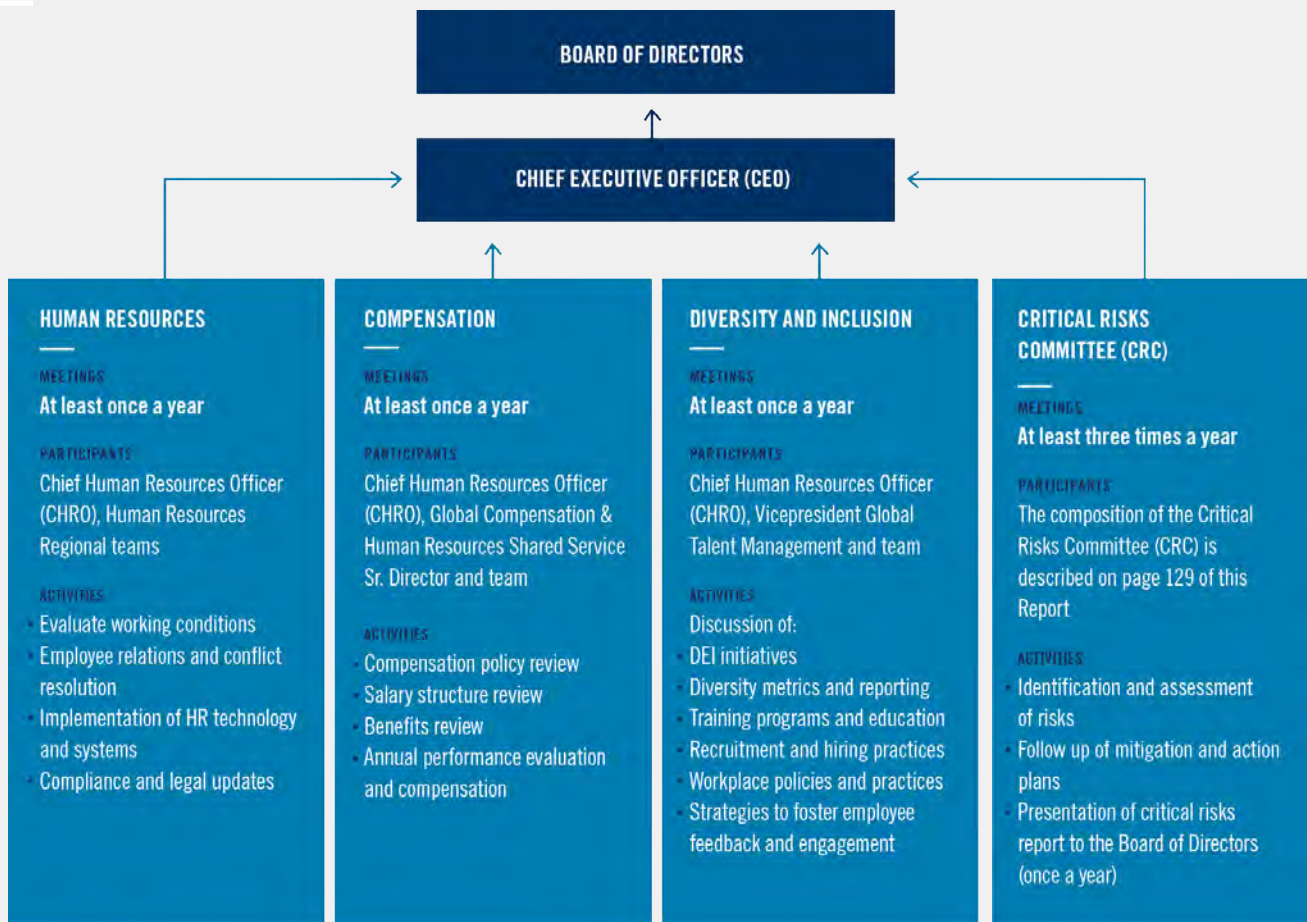 BOARD OF DIRECTORS
CHIEF EXECUTIVE OFFICER (CEO)
HUMAN RESOURCES
MEETINGS
At least once a year
PARTICIPANTS
Chief Human Resources Officer
(CHRO), Human Resources
Regional teams
ACTIVITIES
• Evaluate working conditions
• Employee relations and conflict
resolution
• Implementation of HR technology
and systems
• Compliance and legal updates
COMPENSATION
MEETINGS
At least once a year
PARTICIPANTS
Chief Human Resources Officer
(CHRO), Global Compensation &
Human Resources Shared Service
Sr. Director and team
ACTIVITIES
• Compensation policy review
• Salary structure review
• Benefits review
• Annual performance evaluation
and compensation
DIVERSITY AND INCLUSION
MEETINGS
At least once a year
PARTICIPANTS
Chief Human Resources Officer
(CHRO), Vicepresident Global
Talent Management and team
ACTIVITIES
Discussion of:
• DEI initiatives
• Diversity metrics and reporting
• Training programs and education
• Recruitment and hiring practices
• Workplace policies and practices
• Strategies to foster employee
feedback and engagement
CRITICAL RISKS
COMMITTEE (CRC)
MEETINGS
At least three times a year
PARTICIPANTS
The composition of the Critical
Risks Committee (CRC) is
described on page 129 of this
Report
ACTIVITIES
• Identification and assessment
of risks
• Follow up of mitigation and action
plans
• Presentation of critical risks
report to the Board of Directors
(once a year)